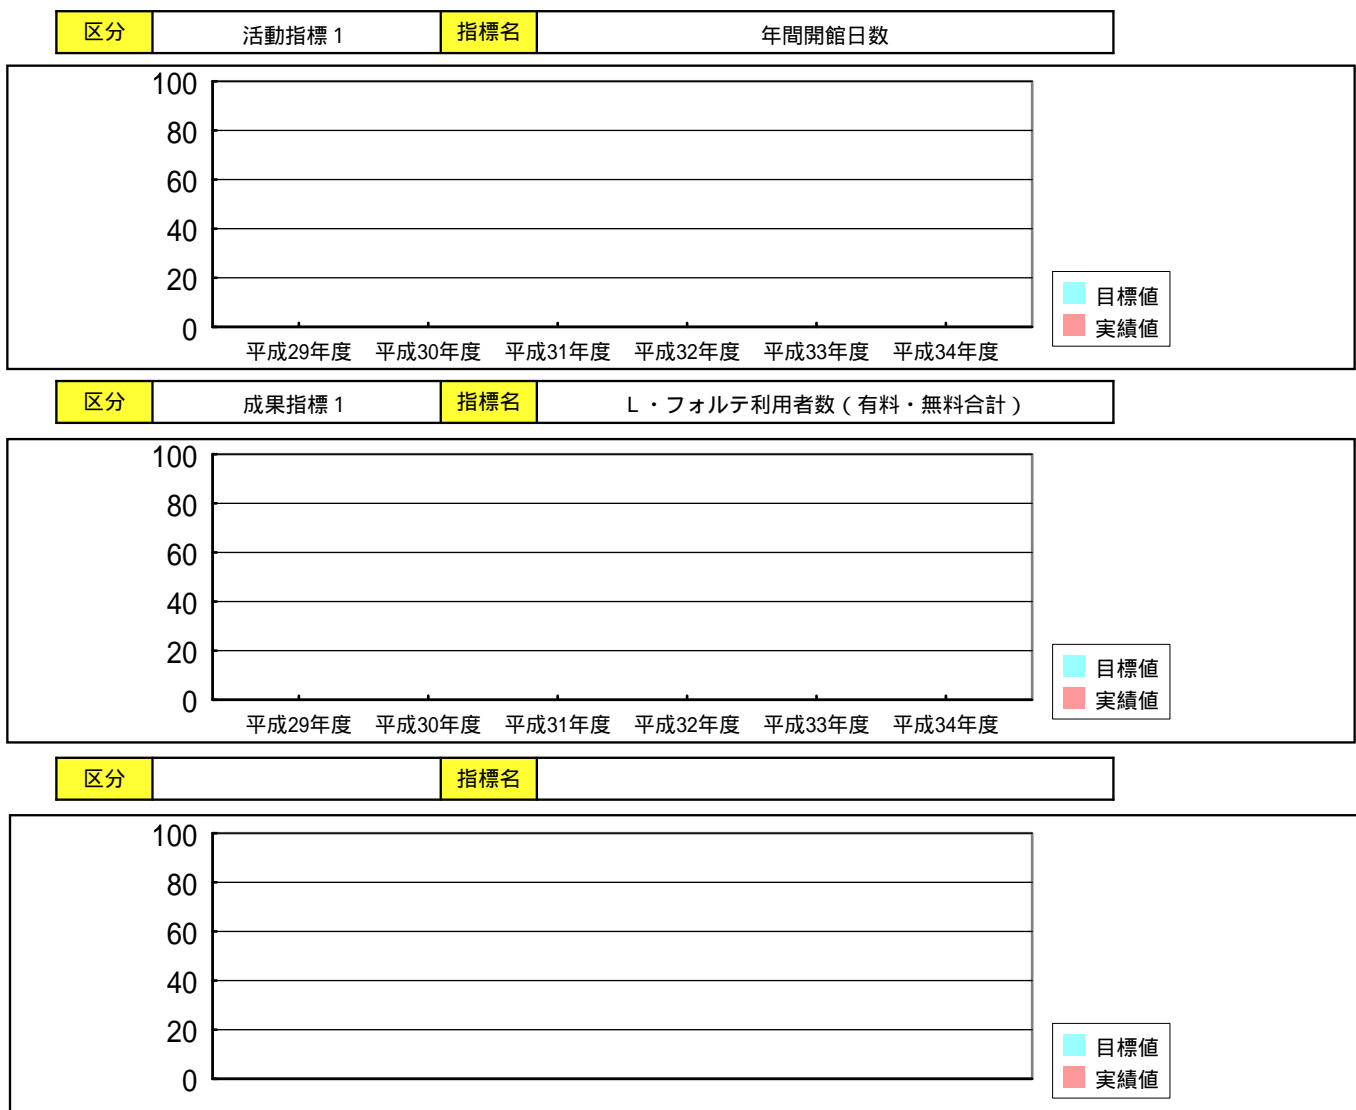 区分 活動指標１ 指標名 年間開館日数
100
80
60
40
20
0
平成29年度 平成30年度 平成31年度 平成32年度 平成33年度 平成34年度
目標値
実績値
区分 成果指標１ 指標名 Ｌ・フォルテ利用者数（有料・無料合計）
100
80
60
40
20
0
平成29年度 平成30年度 平成31年度 平成32年度 平成33年度 平成34年度
目標値
実績値
区分 指標名
100
80
60
40
20
0
目標値
実績値